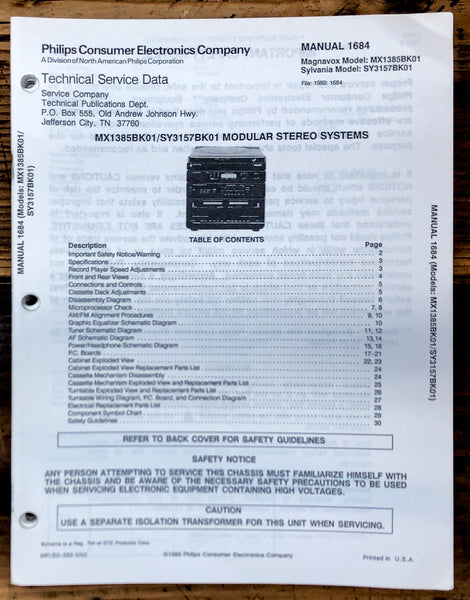 Philips Consumer Electronics Company
A Division of North American Philips Corporation
Technical Service Data
Service Company
Technical Publications Dept.
P.O. Box 555, Old Andrew Johnson Hwy.
Jefferson City, TN 37760
MANUAL 1684
Magnavox Model: MX1385BK01
Sylvania Model: SY3157BK01
File: 1989: 1684
MX1385BK01/SY3157BK01 MODULAR STEREO SYSTEMS
MANUAL 1684 (Models: MX1385BK01/
SY3157BK01)
MANUAL 1684 (Models: MX1385BK01/SY3157BK01)
TABLE OF CONTENTS
Description Page
Important Safety Notice/Warning 2
Specifications 3
Record Player Speed Adjustments 3
Front and Rear Views 4
Connections and Controls 5
Cassette Deck Adjustments 5
Disassembly Diagram 6
Microprocessor Check 7, 8
AM/FM Alignment Procedures 9, 10
Graphic Equalizer Schematic Diagram 11
Tuner Schematic Diagram 11, 12
AF Schematic Diagram 13,14
Power/Headphone Schematic Diagram 15, 16
P.C. Boards 17-21
Cabinet Exploded View 22, 23
Cabinet Exploded View Replacement Parts List 24
Cassette Mechanism Disassembly 24
Cassette Mechanism Exploded View and Replacement Parts List 25
Turntable Exploded View and Replacement Parts List 26
Turntable Wiring Diagram, P.C. Board, and Connection Diagram 27
Electrical Replacement Parts List 28
Component Symbol Chart 29
Safety Guidelines 30
REFER TO BACK COVER FOR SAFETY GUIDELINES
SAFETY NOTICE
ANY PERSON ATTEMPTING TO SERVICE THIS CHASSIS MUST FAMILIARIZE HIMSELF WITH
THE CHASSIS AND BE AWARE OF THE NECESSARY SAFETY PRECAUTIONS TO BE USED
WHEN SERVICING ELECTRONIC EQUIPMENT CONTAINING HIGH VOLTAGES.
CAUTION
USE A SEPARATE ISOLATION TRANSFORMER FOR THIS UNIT WHEN SERVICING.
Sylvania is a Reg. TM of GTE Products Corp.
©1989 Philips Consumer Electronics Company
Printed in U.S.A.